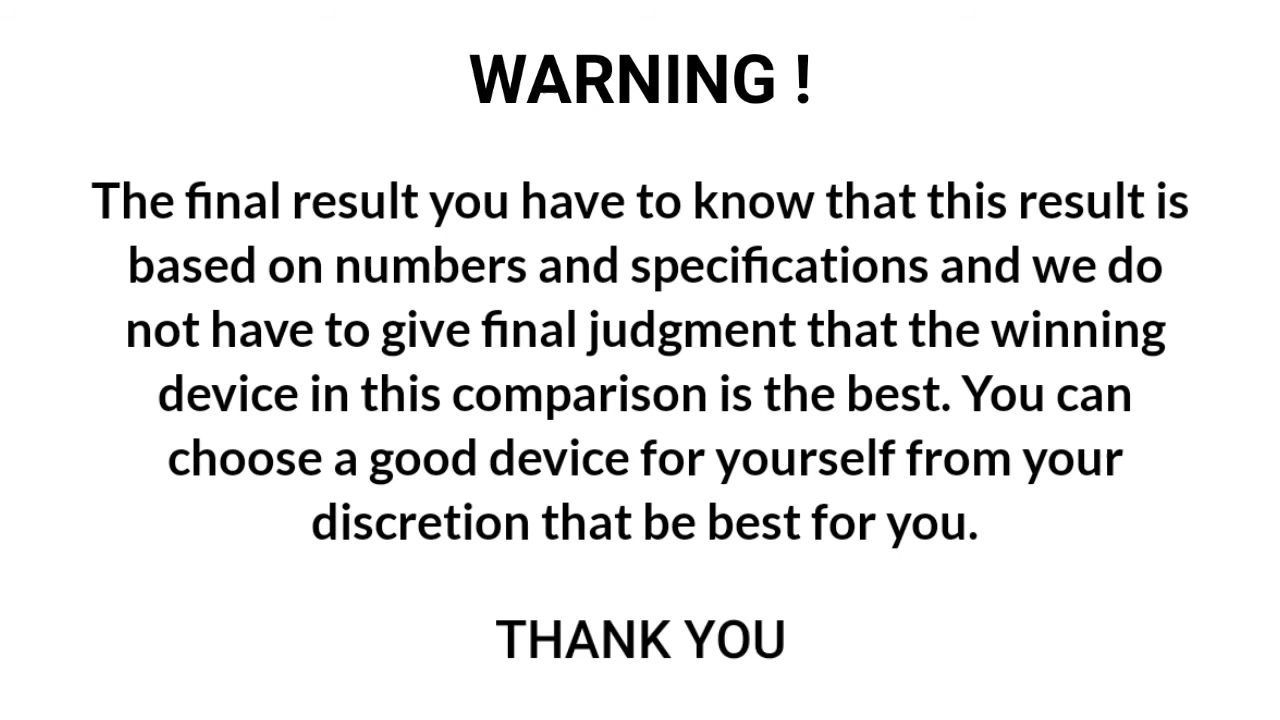 WARNING !
The final result you have to know that this result is
based on numbers and specifications and we do
not have to give final judgment that the winning
device in this comparison is the best. You can
choose a good device for yourself from your
discretion that be best for you.
THANK YOU